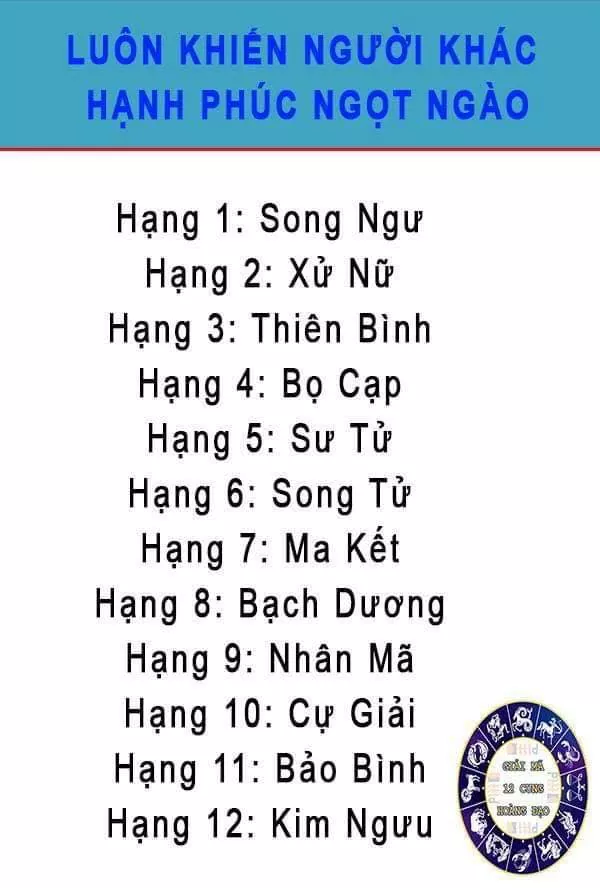 LUÔN KHIẾN NGƯỜI KHÁC
HẠNH PHÚC NGỌT NGÀO
Hạng 1: Song Ngư
Hạng 2: Xử Nữ
Hạng 3: Thiên Bình
Hạng 4: Bọ Cạp
Hạng 5: Sư Tử
Hạng 6: Song Tử
Hạng 7: Ma Kết
Hạng 8: Bạch Dương
Hạng 9: Nhân Mã
Hạng 10: Cự Giải
Hạng 11: Bảo Bình
Hạng 12: Kim Ngưu
GIẢI MÃ
12 CUNG
HOÀNG ĐẠO